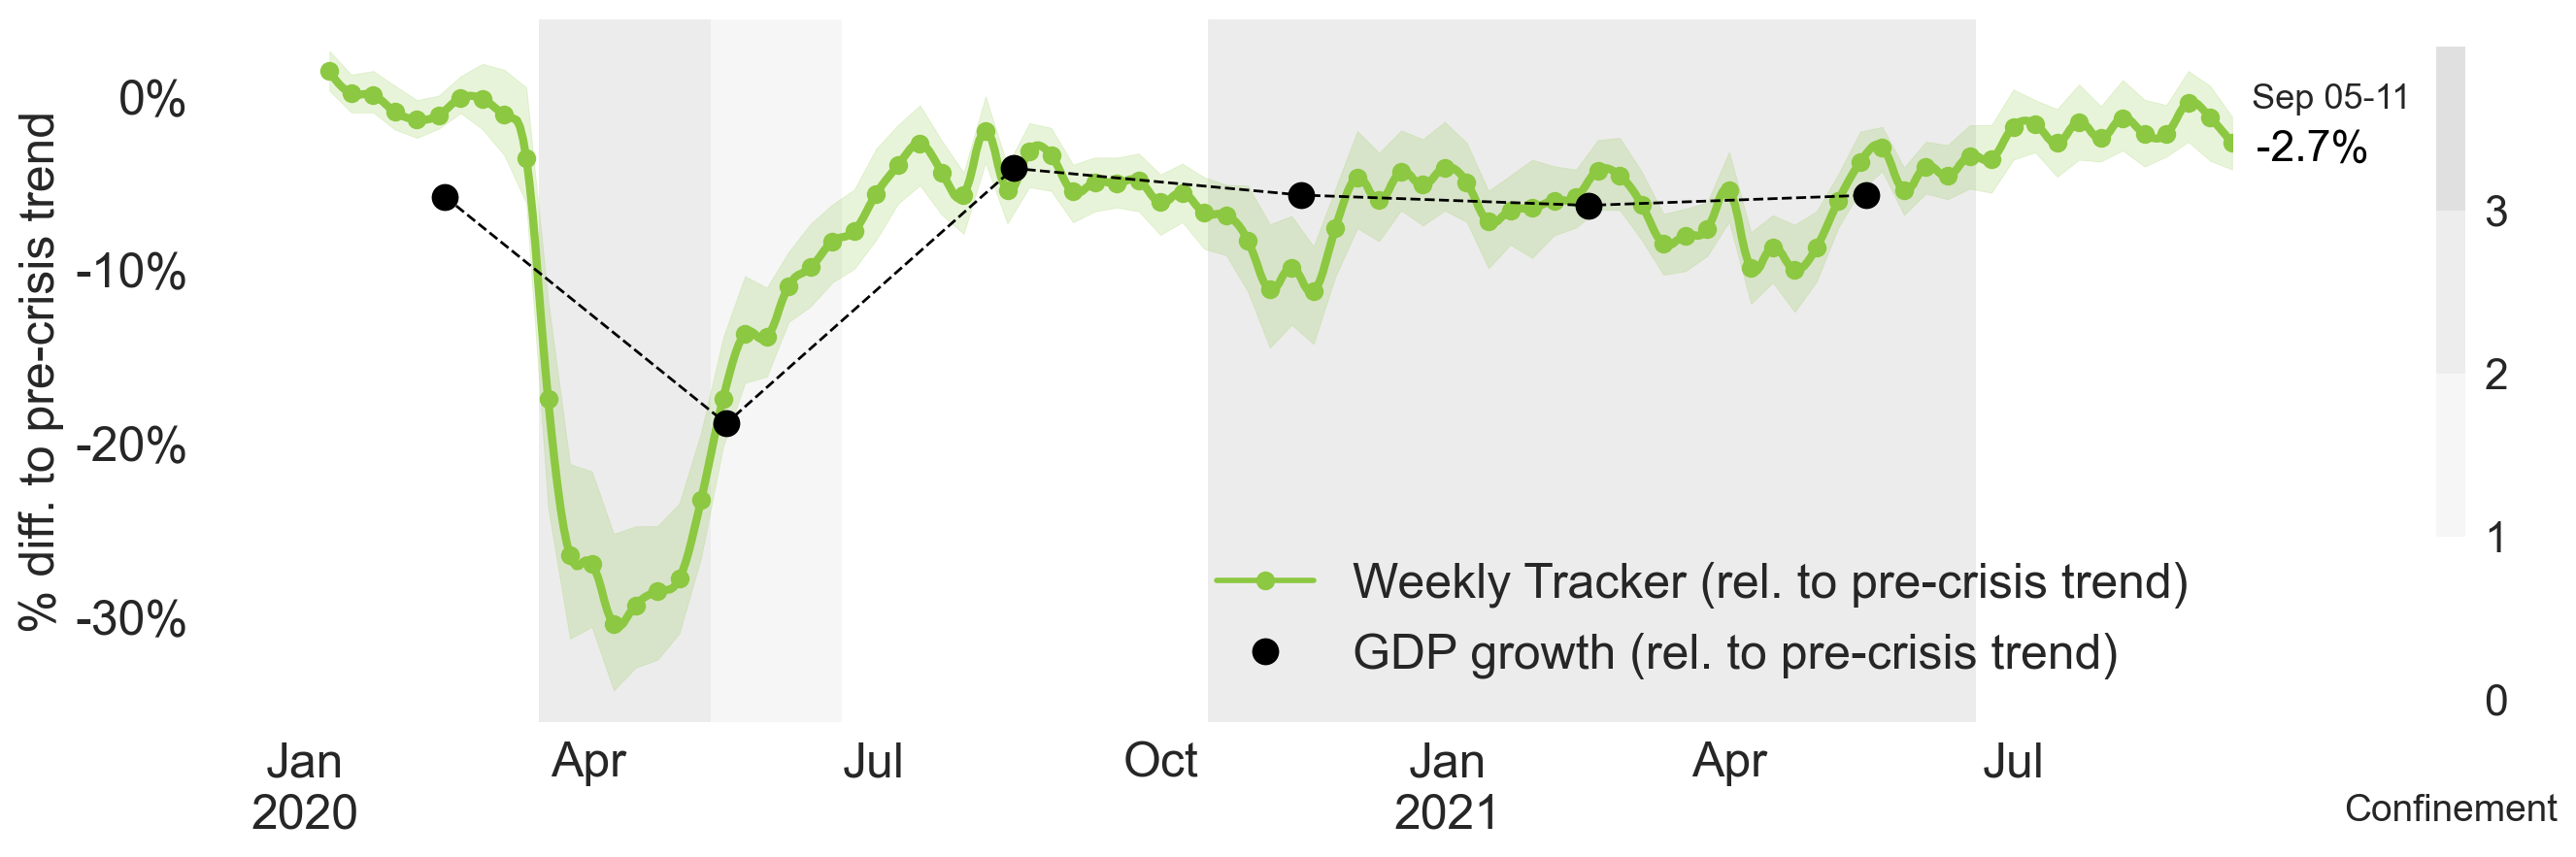 % diff. to pre-crisis trend
0%
-10%
-20%
-30%
Sep 05-11
-2.7%
Weekly Tracker (rel. to pre-crisis trend)
GDP growth (rel. to pre-crisis trend)
3
2
1
0
Confinement
Jan Apr Jul Oct Jan Apr Jul
2020 2021